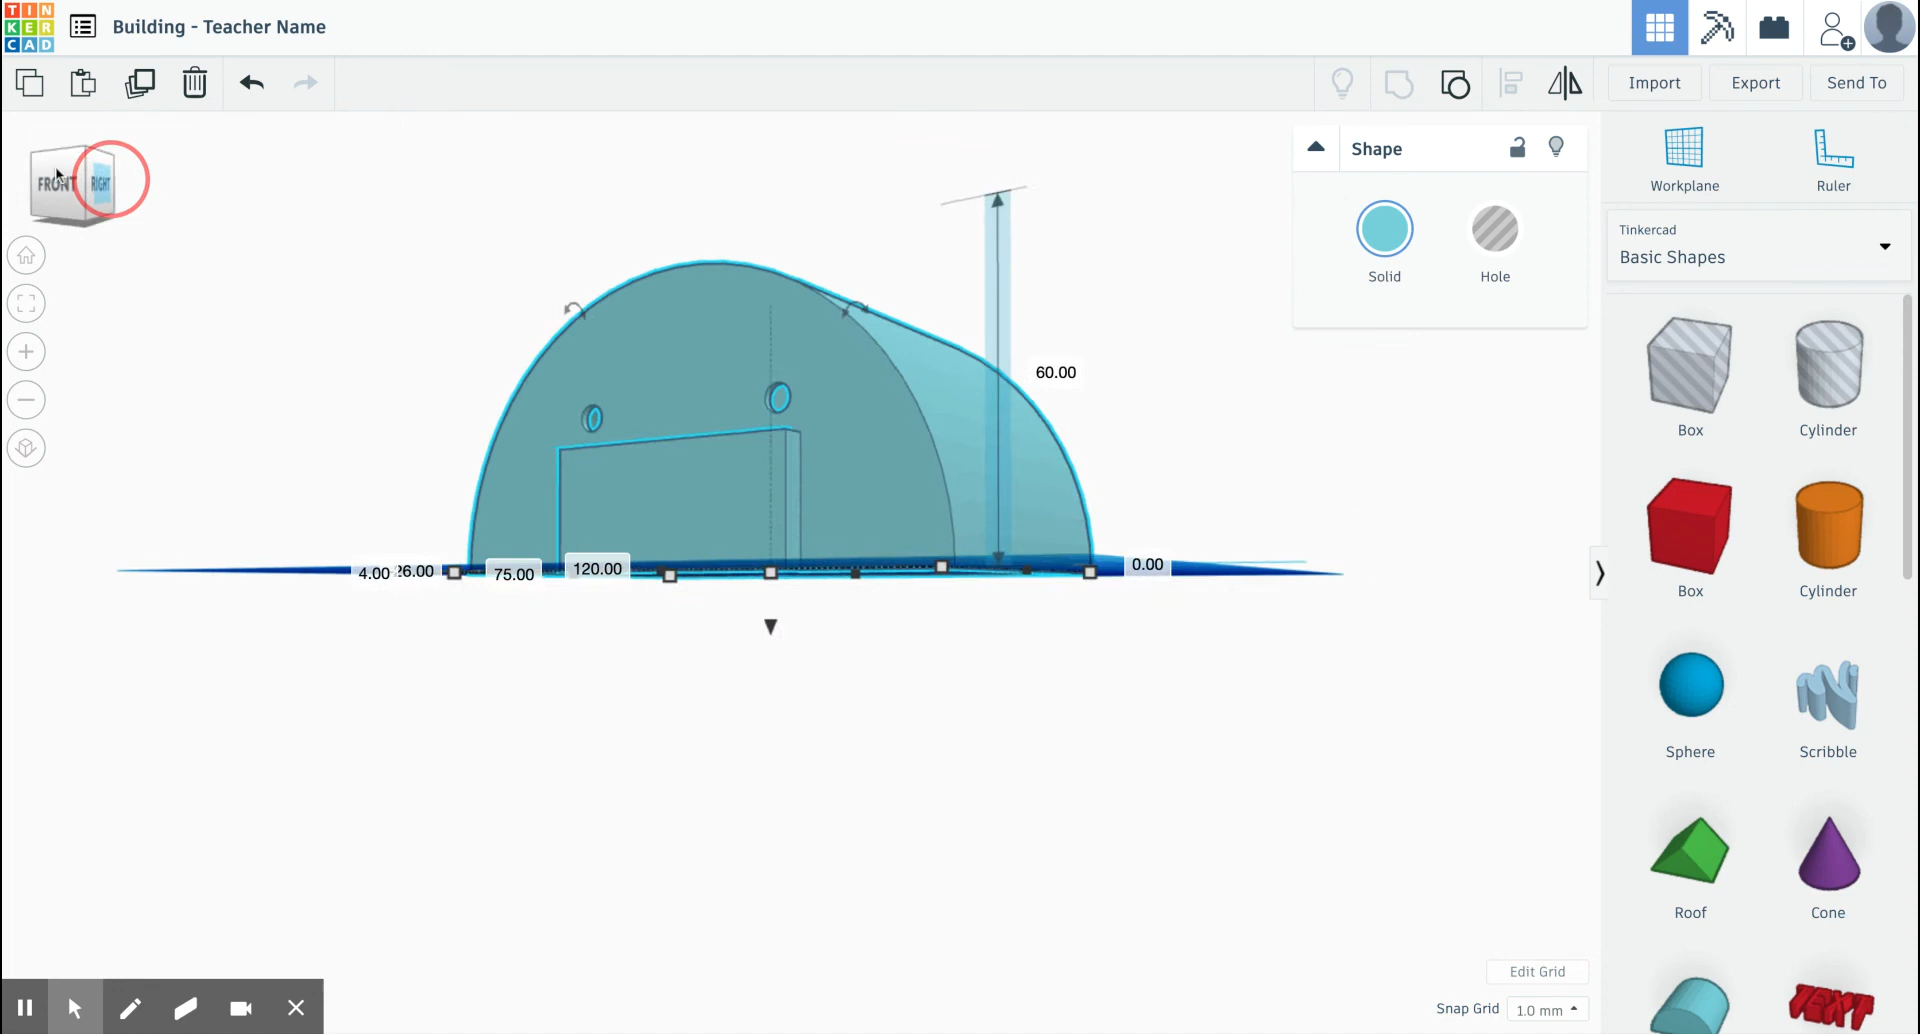 TIN
KER
CAD
Building - Teacher Name
Import
Export
Send To
FRONT
RIGHT
Shape
Solid
Hole
Workplane
Ruler
Tinkercad
Basic Shapes
Box
Cylinder
60.00
Box
Cylinder
4.00
26.00
75.00
120.00
0.00
Sphere
Scribble
Roof
Cone
Edit Grid
Snap Grid
1.0 mm
TEXT